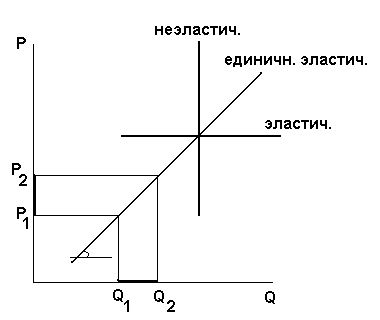 неэластич.
P
единичн. эластич.
эластич.
P2
P1
Q1
Q2
Q